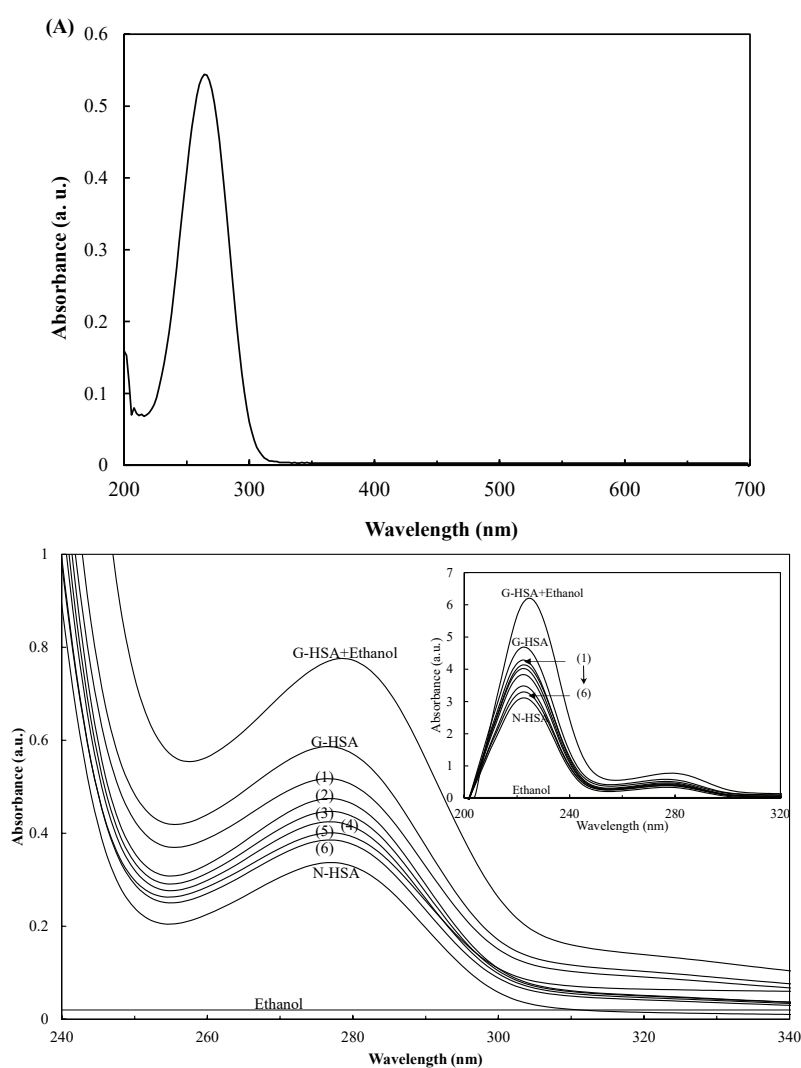 (A)
0.6
0.5
0.4
0.3
0.2
0.1
0
Absorbance (a. u.)
200 300 400 500 600 700
Wavelength (nm)
1
0.8
0.6
0.4
0.2
0
Absorbance (a.u.)
G-HSA+Ethanol
G-HSA
(1)
(2)
(3)
(4)
(5)
(6)
N-HSA
Ethanol
240 260 280 300 320 340
Wavelength (nm)
7
6
5
4
3
2
1
0
Absorbance (a.u.)
G-HSA+Ethanol
G-HSA
(1)
(6)
N-HSA
Ethanol
200 240 280 320
Wavelength (nm)